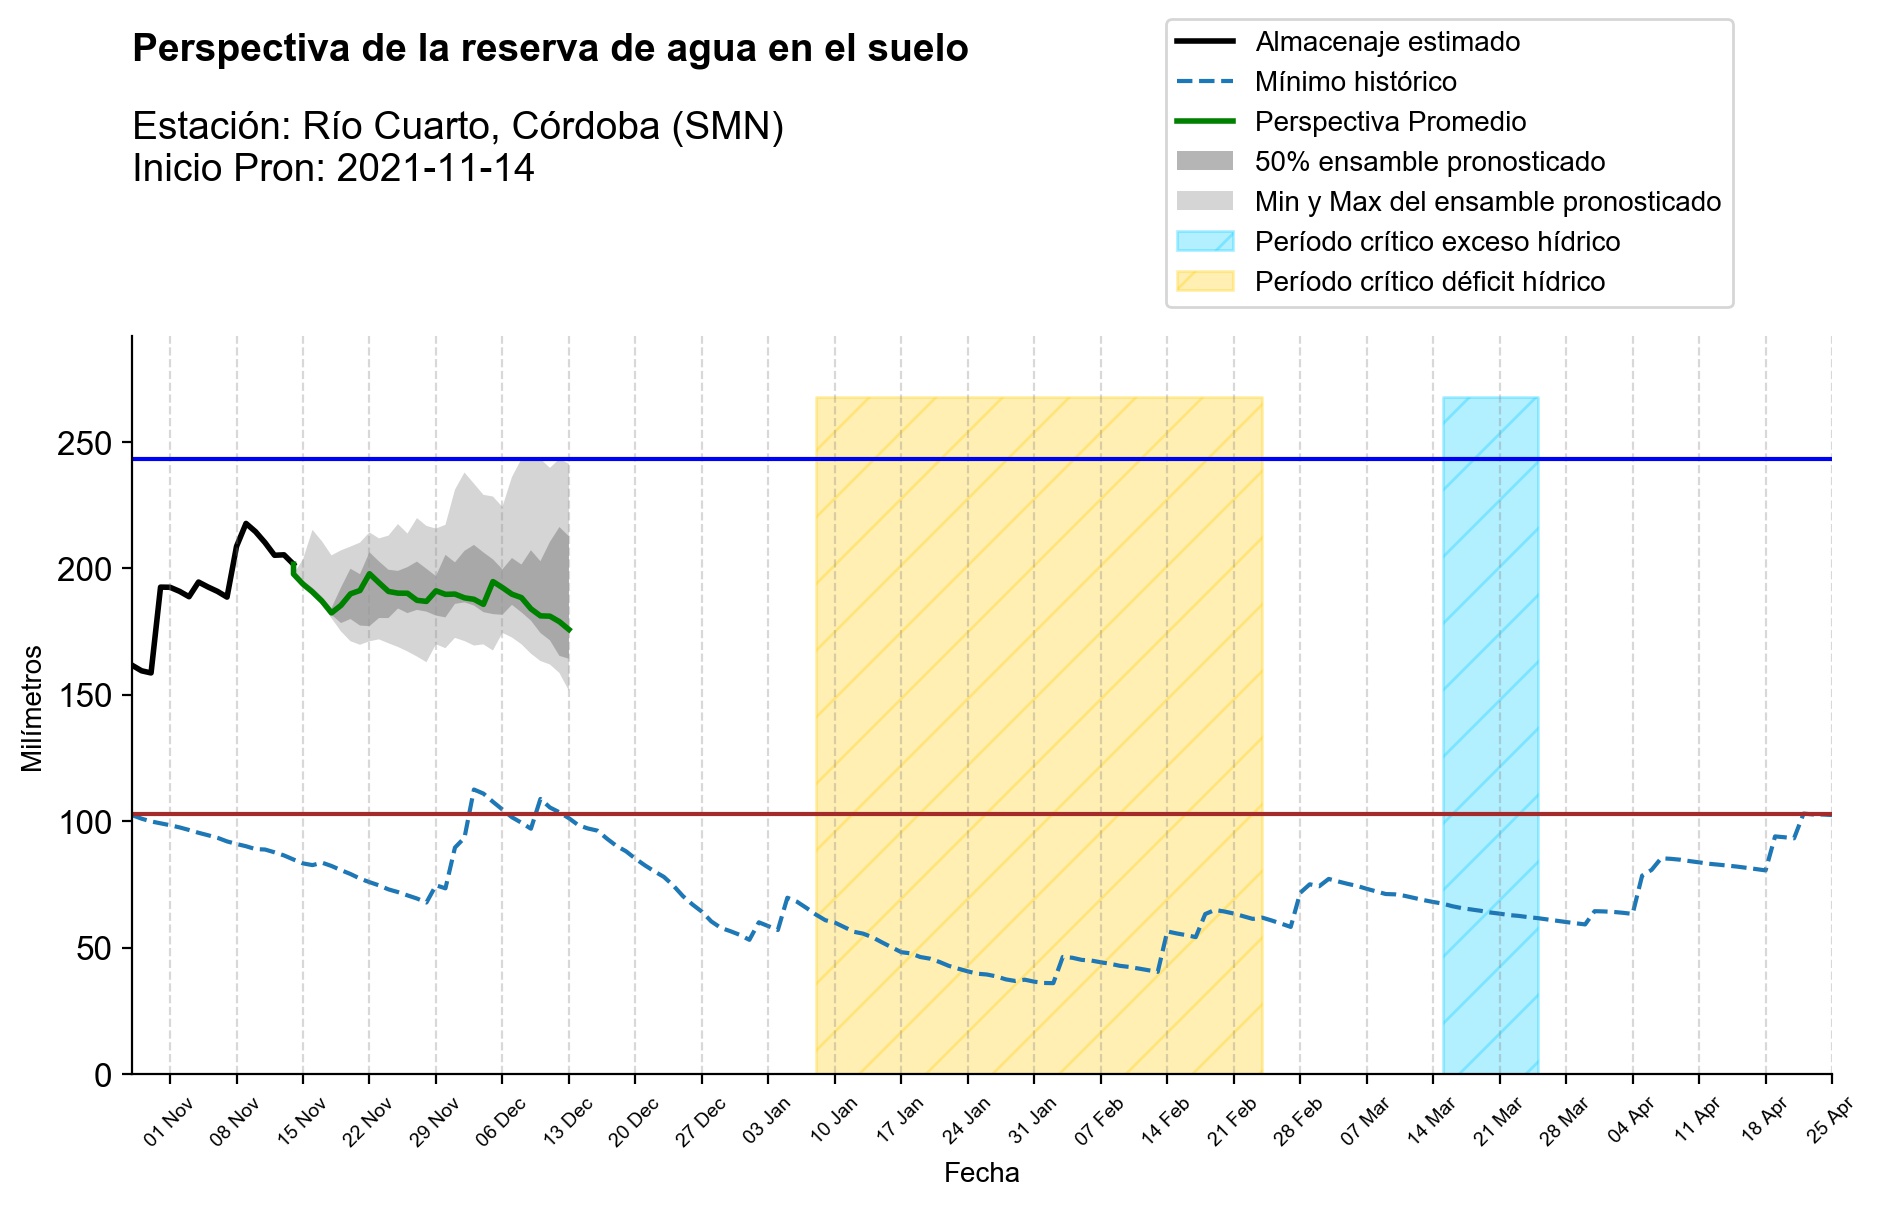 Perspectiva de la reserva de agua en el suelo
Estación: Río Cuarto, Córdoba (SMN)
Inicio Pron: 2021-11-14
Almacenaje estimado
Mínimo histórico
Perspectiva Promedio
50% ensamble pronosticado
Min y Max del ensamble pronosticado
Período crítico exceso hídrico
Período crítico déficit hídrico
Milímetros
250
200
150
100
50
0
01 Nov
08 Nov
15 Nov
22 Nov
29 Nov
06 Dec
13 Dec
20 Dec
27 Dec
03 Jan
10 Jan
17 Jan
24 Jan
31 Jan
07 Feb
14 Feb
21 Feb
28 Feb
07 Mar
14 Mar
21 Mar
28 Mar
04 Apr
11 Apr
18 Apr
25 Apr
Fecha